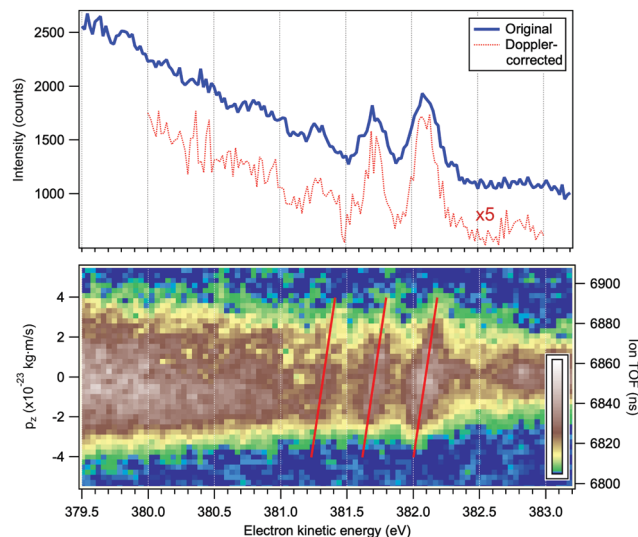 Original
Doppler-
corrected
2500
2000
1500
1000
Intensity (counts)
x5
4
2
0
-2
-4
p_z (x10^-23 kg·m/s)
6900
6880
6860
6840
6820
6800
Ion TOF (ns)
379.5 380.0 380.5 381.0 381.5 382.0 382.5 383.0
Electron kinetic energy (eV)